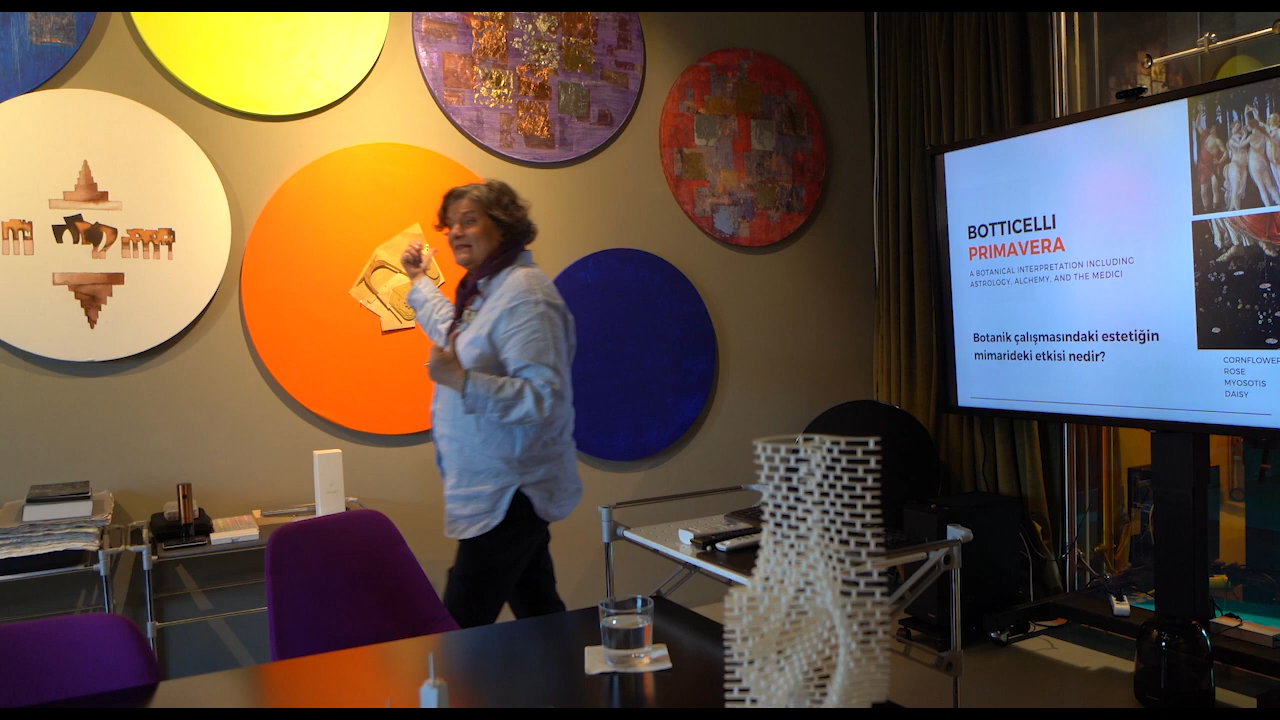 BOTTICELLI
PRIMAVERA
A BOTANICAL INTERPRETATION INCLUDING
ASTROLOGY, ALCHEMY, AND THE MEDICI
Botanik çalışmasındaki estetiğin
mimarideki etkisi nedir?
CORNFLOWER
ROSE
MYOSOTIS
DAISY